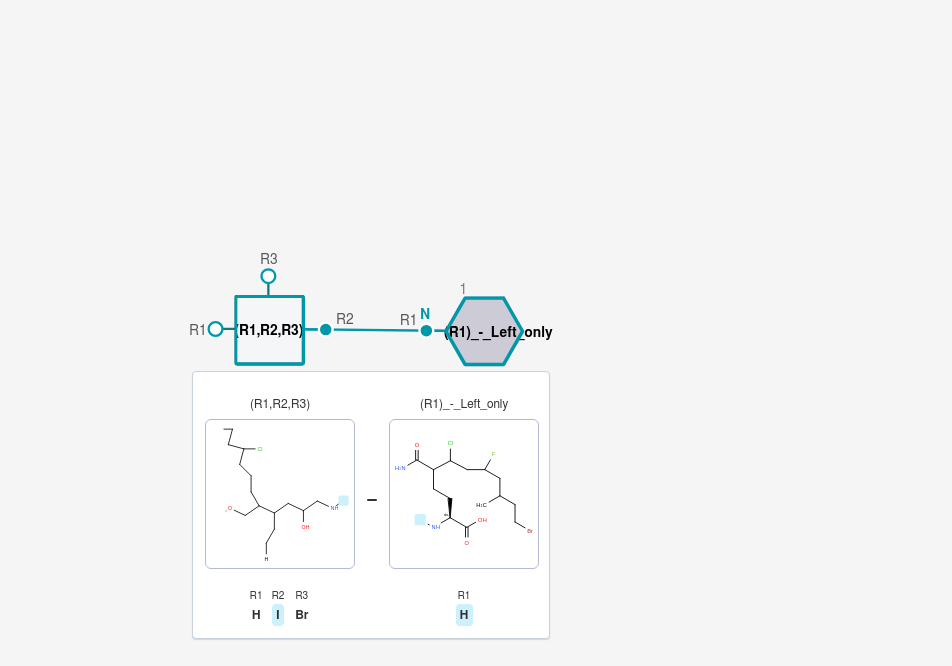 R3
1
R1 (R1,R2,R3) R2 R1 N (R1)_-_Left_only
(R1,R2,R3) (R1)_-_Left_only
Cl
O
NH
OH
H
O
Cl
F
H₂N
H₃C
NH
OH
O
Br
R1 R2 R3 R1
H I Br H